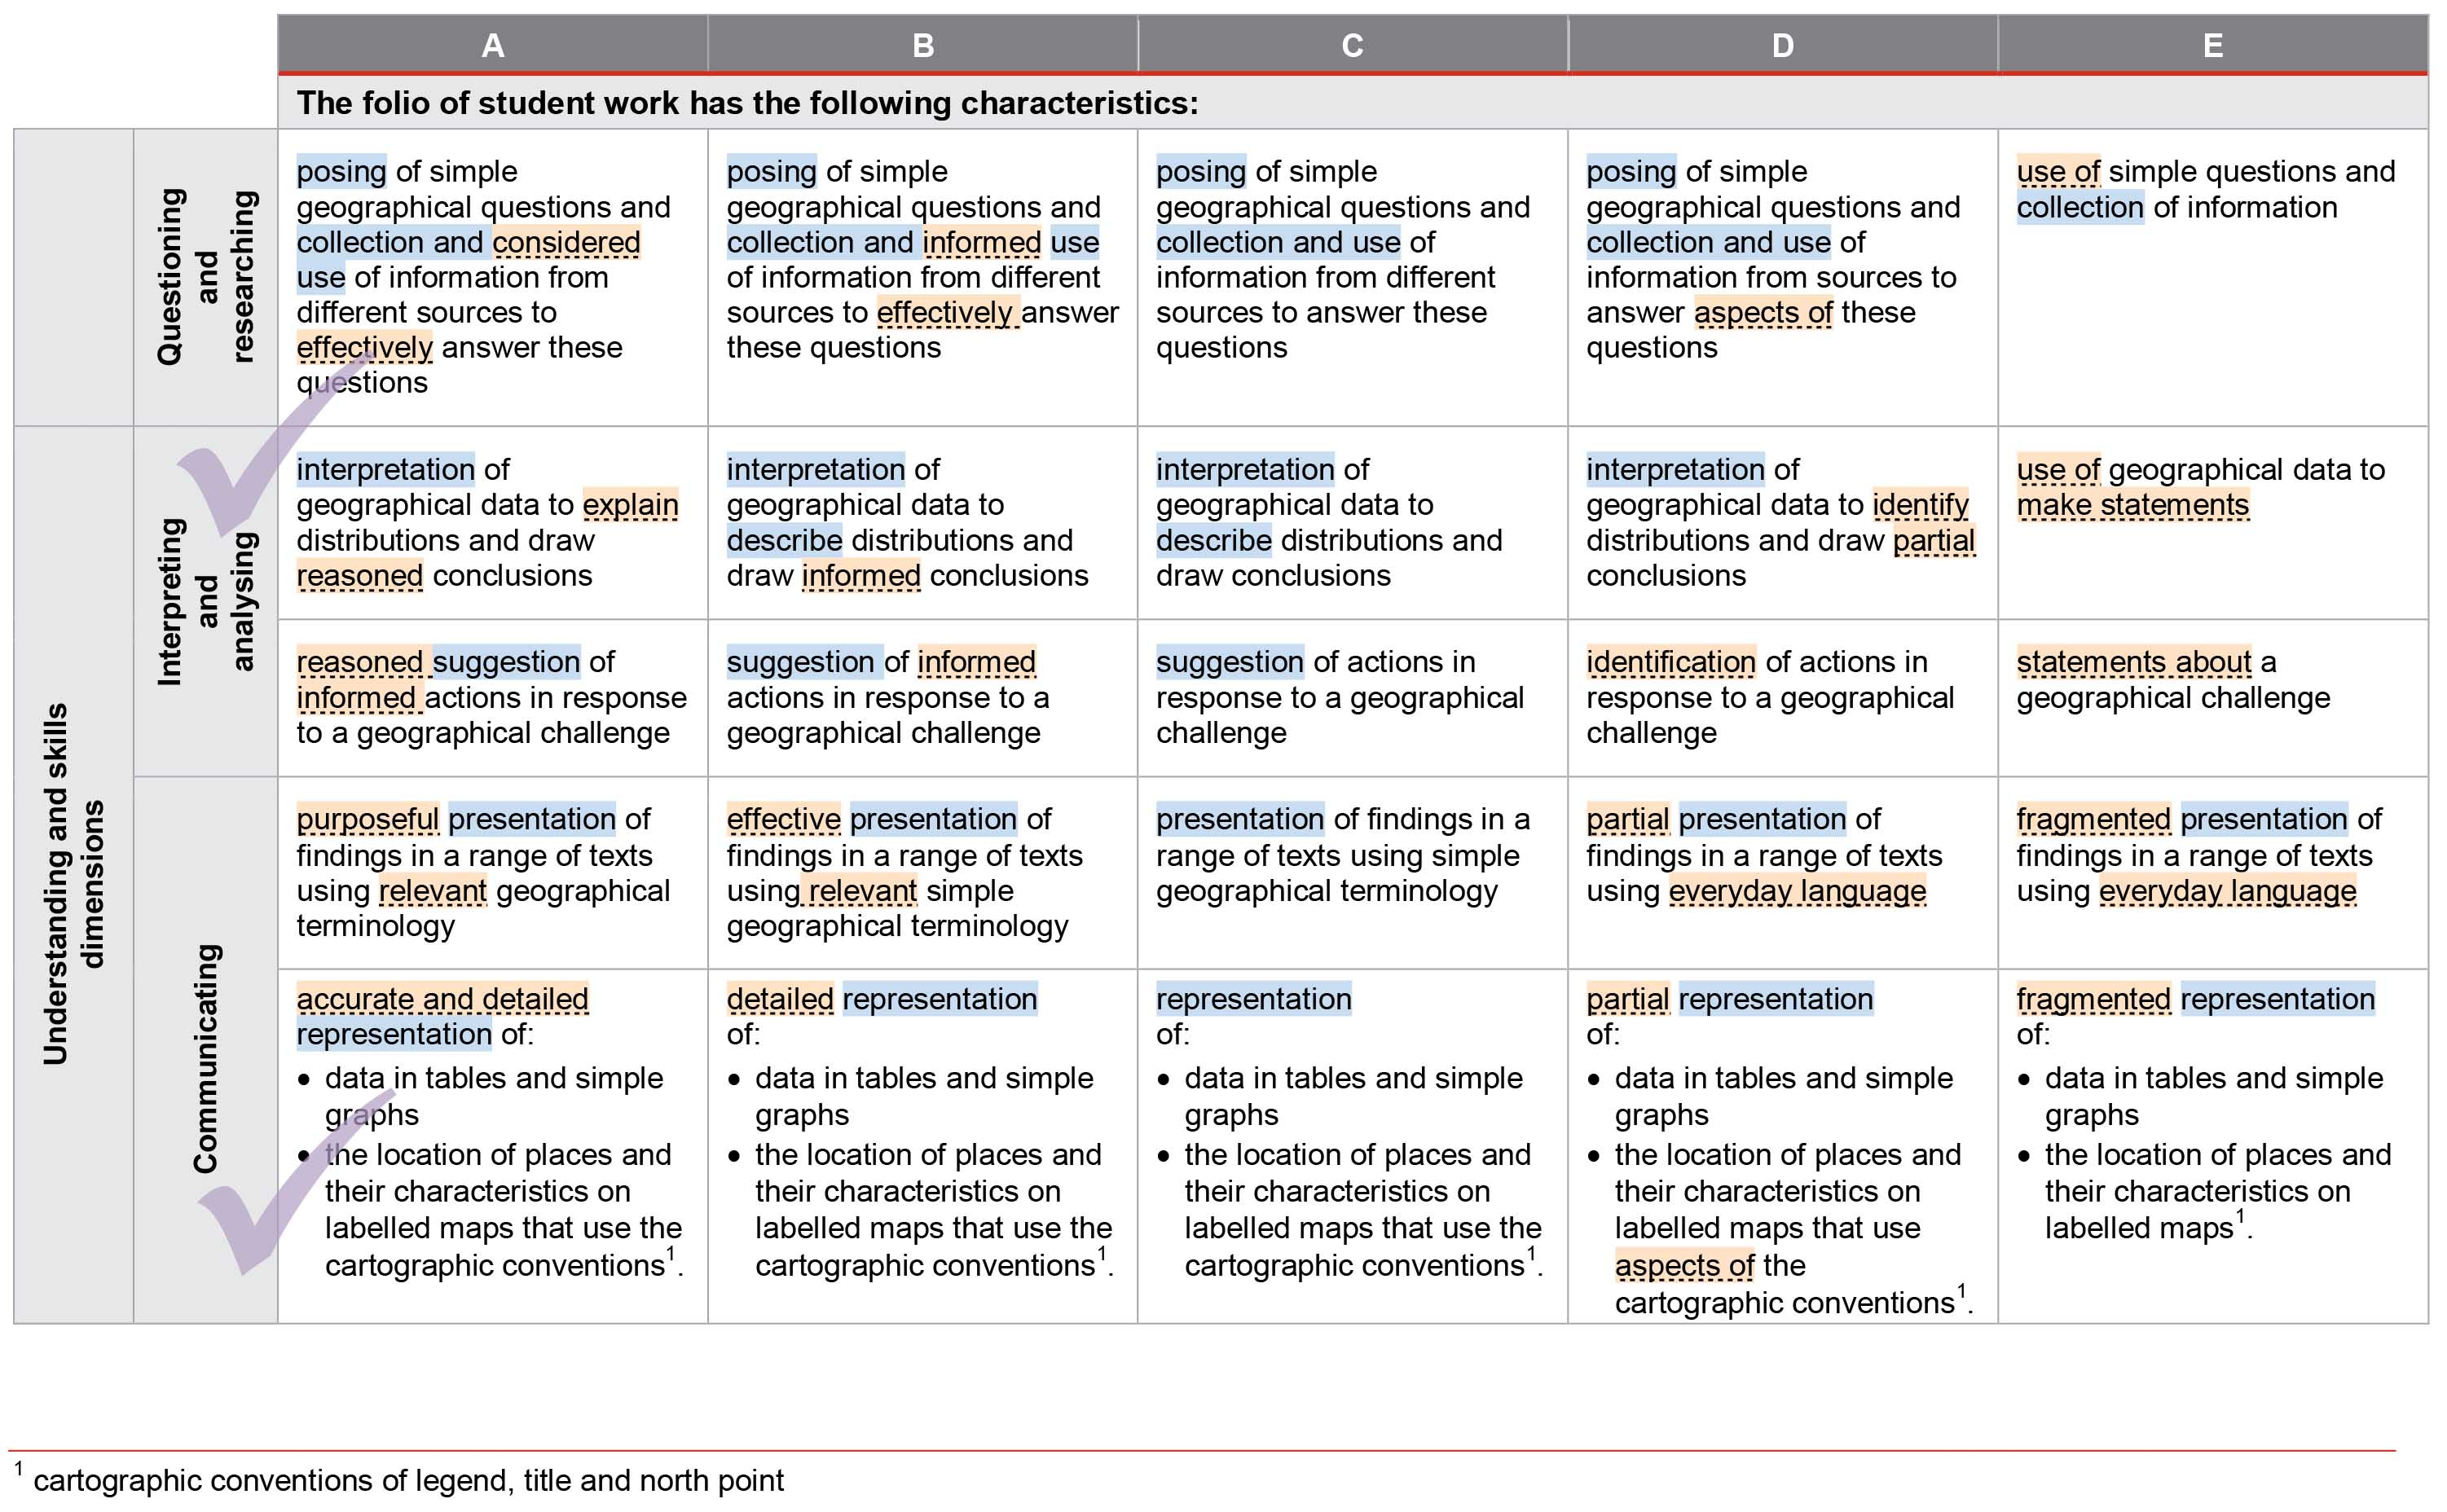 A B C D E
The folio of student work has the following characteristics:
Understanding and skills
dimensions
Questioning
and
researching
posing of simple
geographical questions and
collection and considered
use of information from
different sources to
effectively answer these
questions
posing of simple
geographical questions and
collection and informed use
of information from different
sources to effectively answer
these questions
posing of simple
geographical questions and
collection and use of
information from different
sources to answer these
questions
posing of simple
geographical questions and
collection and use of
information from sources to
answer aspects of these
questions
use of simple questions and
collection of information
Interpreting
and
analysing
interpretation of
geographical data to explain
distributions and draw
reasoned conclusions
interpretation of
geographical data to
describe distributions and
draw informed conclusions
interpretation of
geographical data to
describe distributions and
draw conclusions
interpretation of
geographical data to identify
distributions and draw partial
conclusions
use of geographical data to
make statements
reasoned suggestion of
informed actions in response
to a geographical challenge
suggestion of informed
actions in response to a
geographical challenge
suggestion of actions in
response to a geographical
challenge
identification of actions in
response to a geographical
challenge
statements about a
geographical challenge
Communicating
purposeful presentation of
findings in a range of texts
using relevant geographical
terminology
effective presentation of
findings in a range of texts
using relevant simple
geographical terminology
presentation of findings in a
range of texts using simple
geographical terminology
partial presentation of
findings in a range of texts
using everyday language
fragmented presentation of
findings in a range of texts
using everyday language
accurate and detailed
representation of:
• data in tables and simple
graphs
• the location of places and
their characteristics on
labelled maps that use the
cartographic conventions¹.
detailed representation
of:
• data in tables and simple
graphs
• the location of places and
their characteristics on
labelled maps that use the
cartographic conventions¹.
representation
of:
• data in tables and simple
graphs
• the location of places and
their characteristics on
labelled maps that use the
cartographic conventions¹.
partial representation
of:
• data in tables and simple
graphs
• the location of places and
their characteristics on
labelled maps that use
aspects of the
cartographic conventions¹.
fragmented representation
of:
• data in tables and simple
graphs
• the location of places and
their characteristics on
labelled maps¹.
¹ cartographic conventions of legend, title and north point